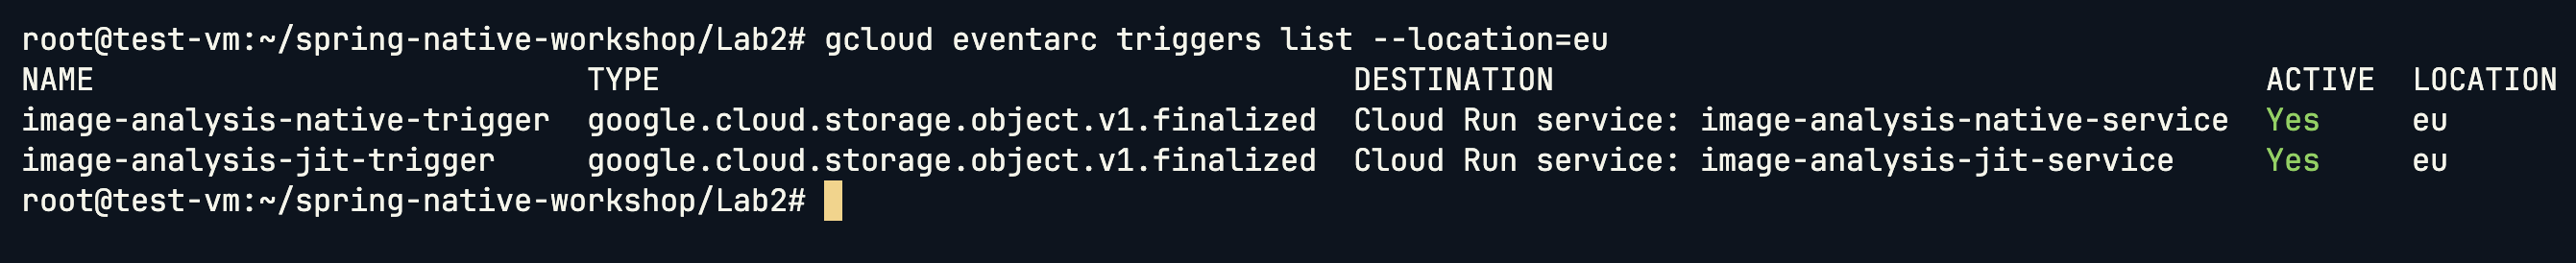 root@test-vm:~/spring-native-workshop/Lab2# gcloud eventarc triggers list --location=eu
NAME                           TYPE                                      DESTINATION                                       ACTIVE  LOCATION
image-analysis-native-trigger  google.cloud.storage.object.v1.finalized  Cloud Run service: image-analysis-native-service  Yes     eu
image-analysis-jit-trigger     google.cloud.storage.object.v1.finalized  Cloud Run service: image-analysis-jit-service     Yes     eu
root@test-vm:~/spring-native-workshop/Lab2#